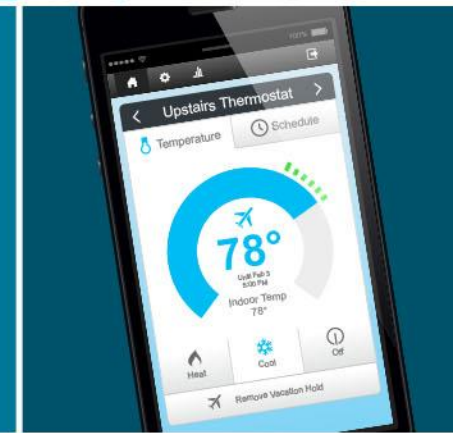 100%
Upstairs Thermostat
Temperature
Schedule
78°
Until Feb 3
5:00 PM
Indoor Temp
78°
Heat
Cool
Off
Remove Vacation Hold